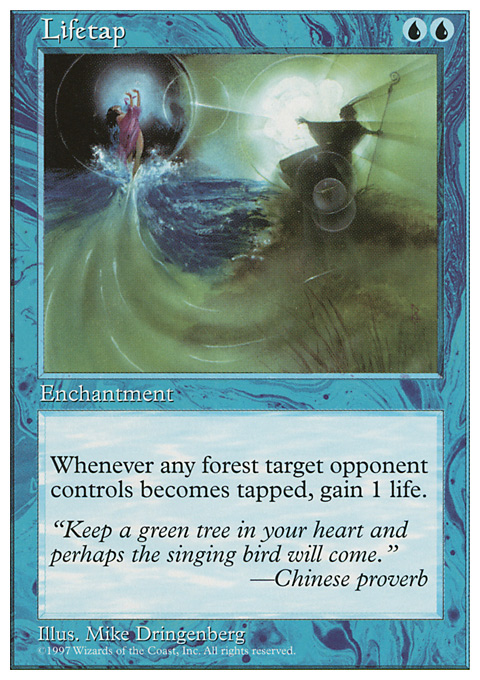 Lifetap
Enchantment
Whenever any forest target opponent
controls becomes tapped, gain 1 life.
“Keep a green tree in your heart and
perhaps the singing bird will come.”
—Chinese proverb
Illus. Mike Dringenberg
©1997 Wizards of the Coast, Inc. All rights reserved.